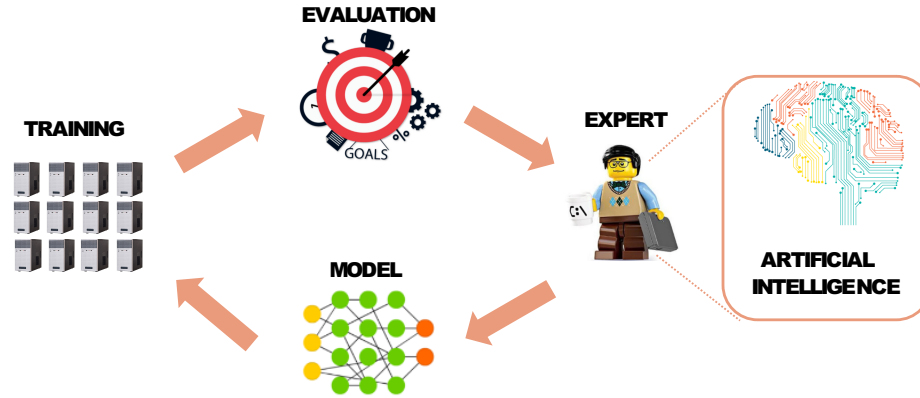 EVALUATION
$
%
GOALS
TRAINING
EXPERT
C:\
MODEL
ARTIFICIAL
INTELLIGENCE